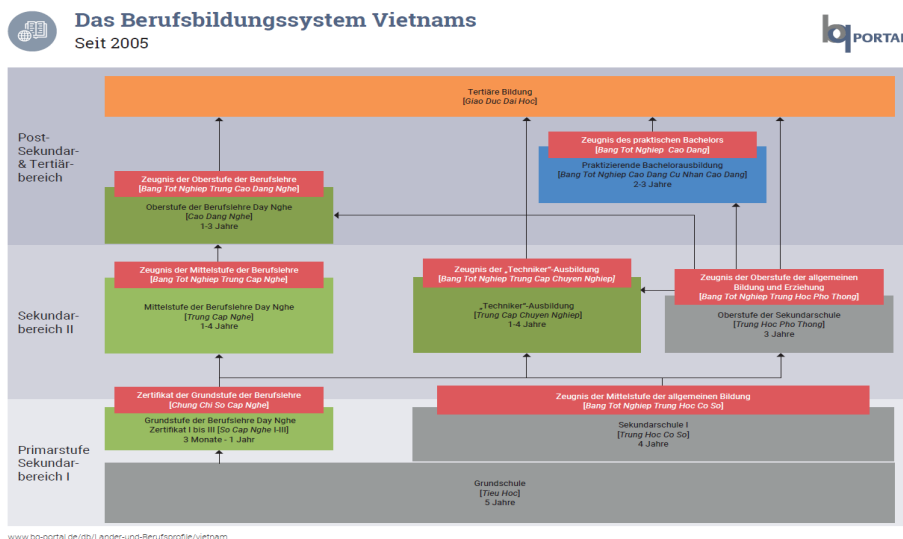 Das Berufsbildungssystem Vietnams
Seit 2005
bq PORTAL
Post-
Sekundar-
& Tertiär-
bereich
Tertiäre Bildung
[Giao Duc Dai Hoc]
Zeugnis des praktischen Bachelors
[Bang Tot Nghiep Cao Dang]
Praktizierende Bachelorausbildung
[Bang Tot Nghiep Cao Dang Cu Nhan Cao Dang]
2-3 Jahre
Zeugnis der Oberstufe der Berufslehre
[Bang Tot Nghiep Trung Cao Dang Nghe]
Oberstufe der Berufslehre Day Nghe
[Cao Dang Nghe]
1-3 Jahre
Sekundar-
bereich II
Zeugnis der Mittelstufe der Berufslehre
[Bang Tot Nghiep Trung Cap Nghe]
Mittelstufe der Berufslehre Day Nghe
[Trung Cap Nghe]
1-4 Jahre
Zeugnis der „Techniker"-Ausbildung
[Bang Tot Nghiep Trung Cap Chuyen Nghiep]
„Techniker"-Ausbildung
[Trung Cap Chuyen Nghiep]
1-4 Jahre
Zeugnis der Oberstufe der allgemeinen
Bildung und Erziehung
[Bang Tot Nghiep Trung Hoc Pho Thong]
Oberstufe der Sekundarschule
[Trung Hoc Pho Thong]
3 Jahre
Primarstufe
Sekundar-
bereich I
Zertifikat der Grundstufe der Berufslehre
[Chung Chi So Cap Nghe]
Grundstufe der Berufslehre Day Nghe
Zertifikat I bis III [So Cap Nghe I-III]
3 Monate - 1 Jahr
Zeugnis der Mittelstufe der allgemeinen Bildung
[Bang Tot Nghiep Trung Hoc Co So]
Sekundarschule I
[Trung Hoc Co So]
4 Jahre
Grundschule
[Tieu Hoc]
5 Jahre
www.bq-portal.de/db/Länder-und-Berufsprofile/vietnam